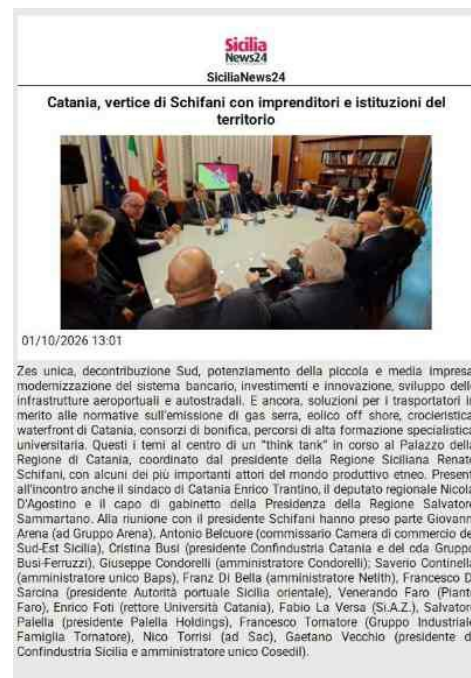 Sicilia
News24
SiciliaNews24
Catania, vertice di Schifani con imprenditori e istituzioni del
territorio
01/10/2026 13:01
Zes unica, decontribuzione Sud, potenziamento della piccola e media impresa
modernizzazione del sistema bancario, investimenti e innovazione, sviluppo dell
infrastrutture aeroportuali e autostradali. E ancora, soluzioni per i trasportatori i
merito alle normative sull'emissione di gas serra, eolico off shore, crocieristica
waterfront di Catania, consorzi di bonifica, percorsi di alta formazione specialistica
universitaria. Questi i temi al centro di un "think tank" in corso al Palazzo della
Regione di Catania, coordinato dal presidente della Regione Siciliana Renato
Schifani, con alcuni dei più importanti attori del mondo produttivo etneo. Present
all'incontro anche il sindaco di Catania Enrico Trantino, il deputato regionale Nicola
D'Agostino e il capo di gabinetto della Presidenza della Regione Salvatore
Sammartano. Alla riunione con il presidente Schifani hanno preso parte Giovann
Arena (ad Gruppo Arena), Antonio Belcuore (commissario Camera di commercio de
Sud-Est Sicilia), Cristina Busi (presidente Confindustria Catania e del cda Gruppo
Busi-Ferruzzi), Giuseppe Condorelli (amministratore Condorelli); Saverio Continella
(amministratore unico Baps), Franz Di Bella (amministratore Netith), Francesco D
Sarcina (presidente Autorità portuale Sicilia orientale), Venerando Faro (Piante
Faro), Enrico Foti (rettore Università Catania), Fabio La Versa (Si.A.Z.), Salvatore
Palella (presidente Palella Holdings), Francesco Tornatore (Gruppo Industriale
Famiglia Tornatore), Nico Torrisi (ad Sac), Gaetano Vecchio (presidente d
Confindustria Sicilia e amministratore unico Cosedil).